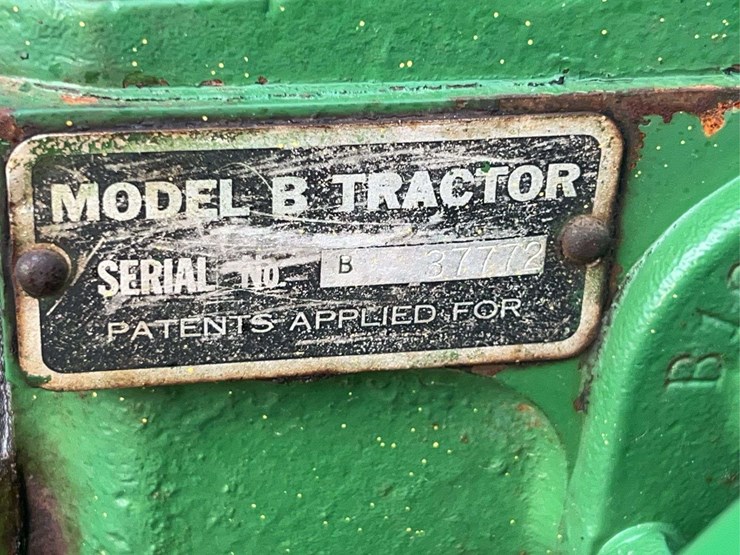 MODEL B TRACTOR
SERIAL No. B 37772
PATENTS APPLIED FOR